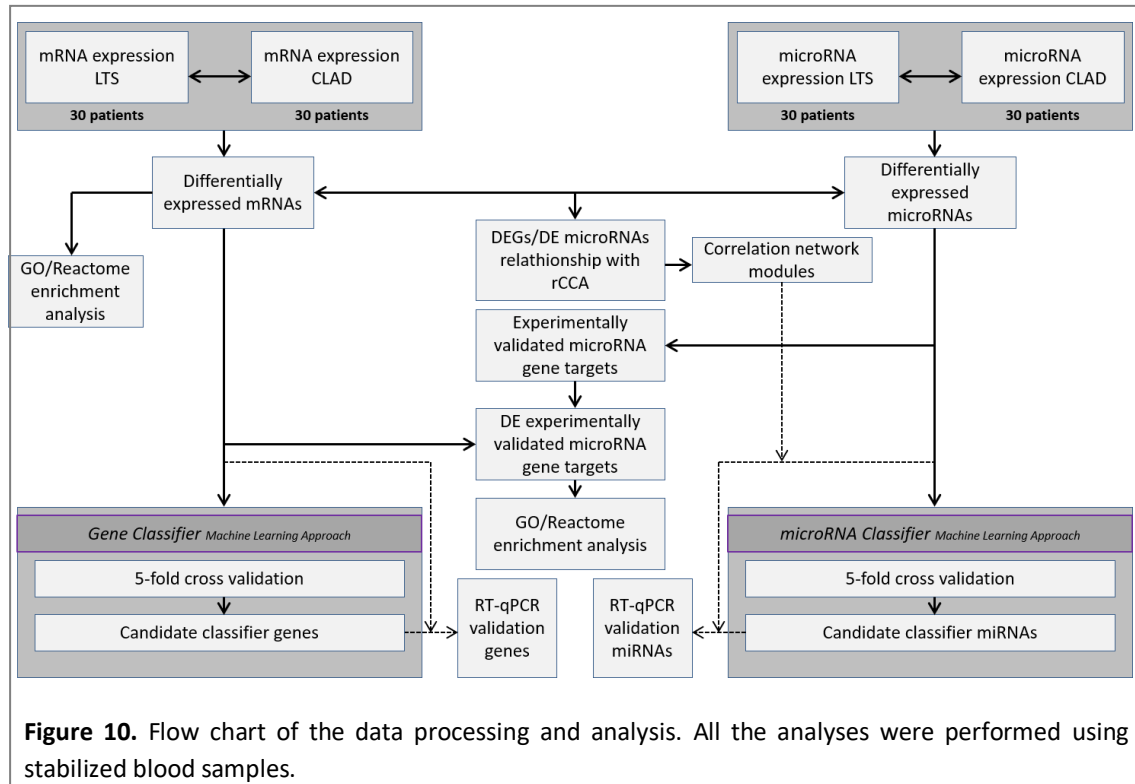 mRNA expression
LTS
mRNA expression
CLAD
30 patients
30 patients
microRNA
expression LTS
microRNA
expression CLAD
30 patients
30 patients
Differentially
expressed mRNAs
Differentially
expressed
microRNAs
GO/Reactome
enrichment
analysis
DEGs/DE microRNAs
relathionship with
rCCA
Correlation network
modules
Experimentally
validated microRNA
gene targets
DE experimentally
validated microRNA
gene targets
GO/Reactome
enrichment analysis
Gene Classifier Machine Learning Approach
5-fold cross validation
Candidate classifier genes
RT-qPCR
validation
genes
RT-qPCR
validation
miRNAs
microRNA Classifier Machine Learning Approach
5-fold cross validation
Candidate classifier miRNAs
Figure 10. Flow chart of the data processing and analysis. All the analyses were performed using
stabilized blood samples.